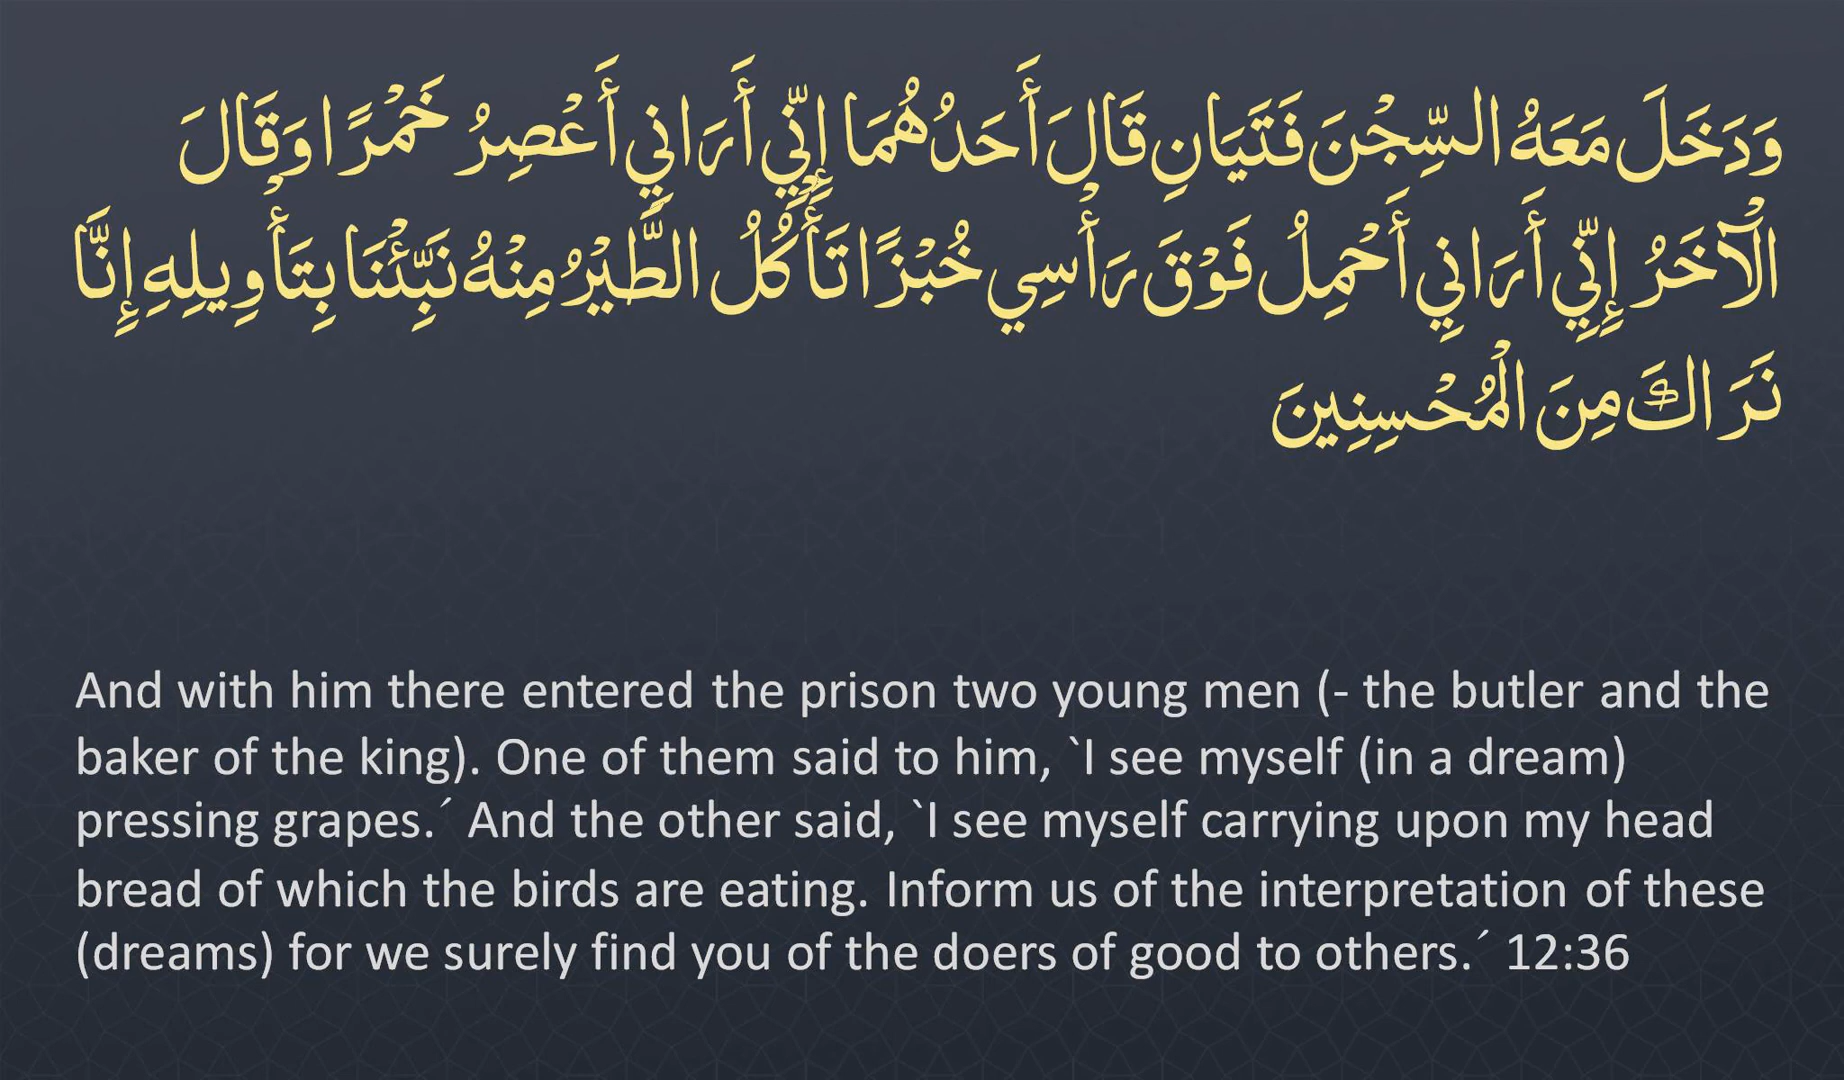 وَدَخَلَ مَعَهُ السِّجْنَ فَتَيَانِ قَالَ أَحَدُهُمَا إِنِّي أَرَانِي أَعْصِرُ خَمْرًا وَقَالَ
الْآخَرُ إِنِّي أَرَانِي أَحْمِلُ فَوْقَ رَأْسِي خُبْزًا تَأْكُلُ الطَّيْرُ مِنْهُ نَبِّئْنَا بِتَأْوِيلِهِ إِنَّا
نَرَاكَ مِنَ الْمُحْسِنِينَ
And with him there entered the prison two young men (- the butler and the
baker of the king). One of them said to him, `I see myself (in a dream)
pressing grapes.´ And the other said, `I see myself carrying upon my head
bread of which the birds are eating. Inform us of the interpretation of these
(dreams) for we surely find you of the doers of good to others.´ 12:36